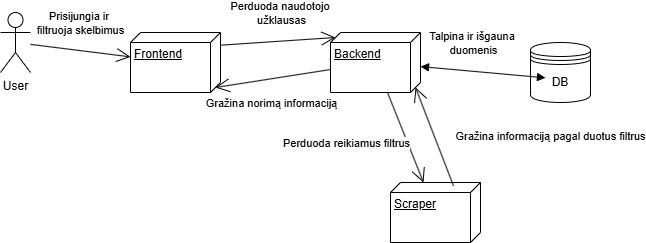 Perduoda naudotojo
užklausas
Prisijungia ir
filtruoja skelbimus
Talpina ir išgauna
duomenis
Frontend
Backend
DB
User
Gražina norimą informaciją
Perduoda reikiamus filtrus
Gražina informaciją pagal duotus filtrus
Scraper